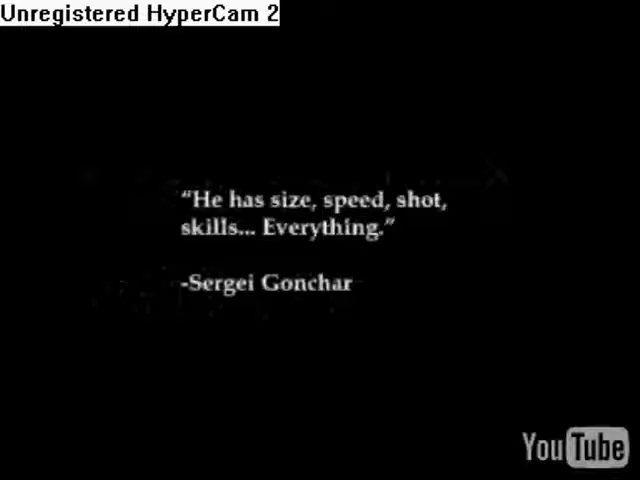 Unregistered HyperCam 2
“He has size, speed, shot,
skills... Everything.”
-Sergei Gonchar
YouTube